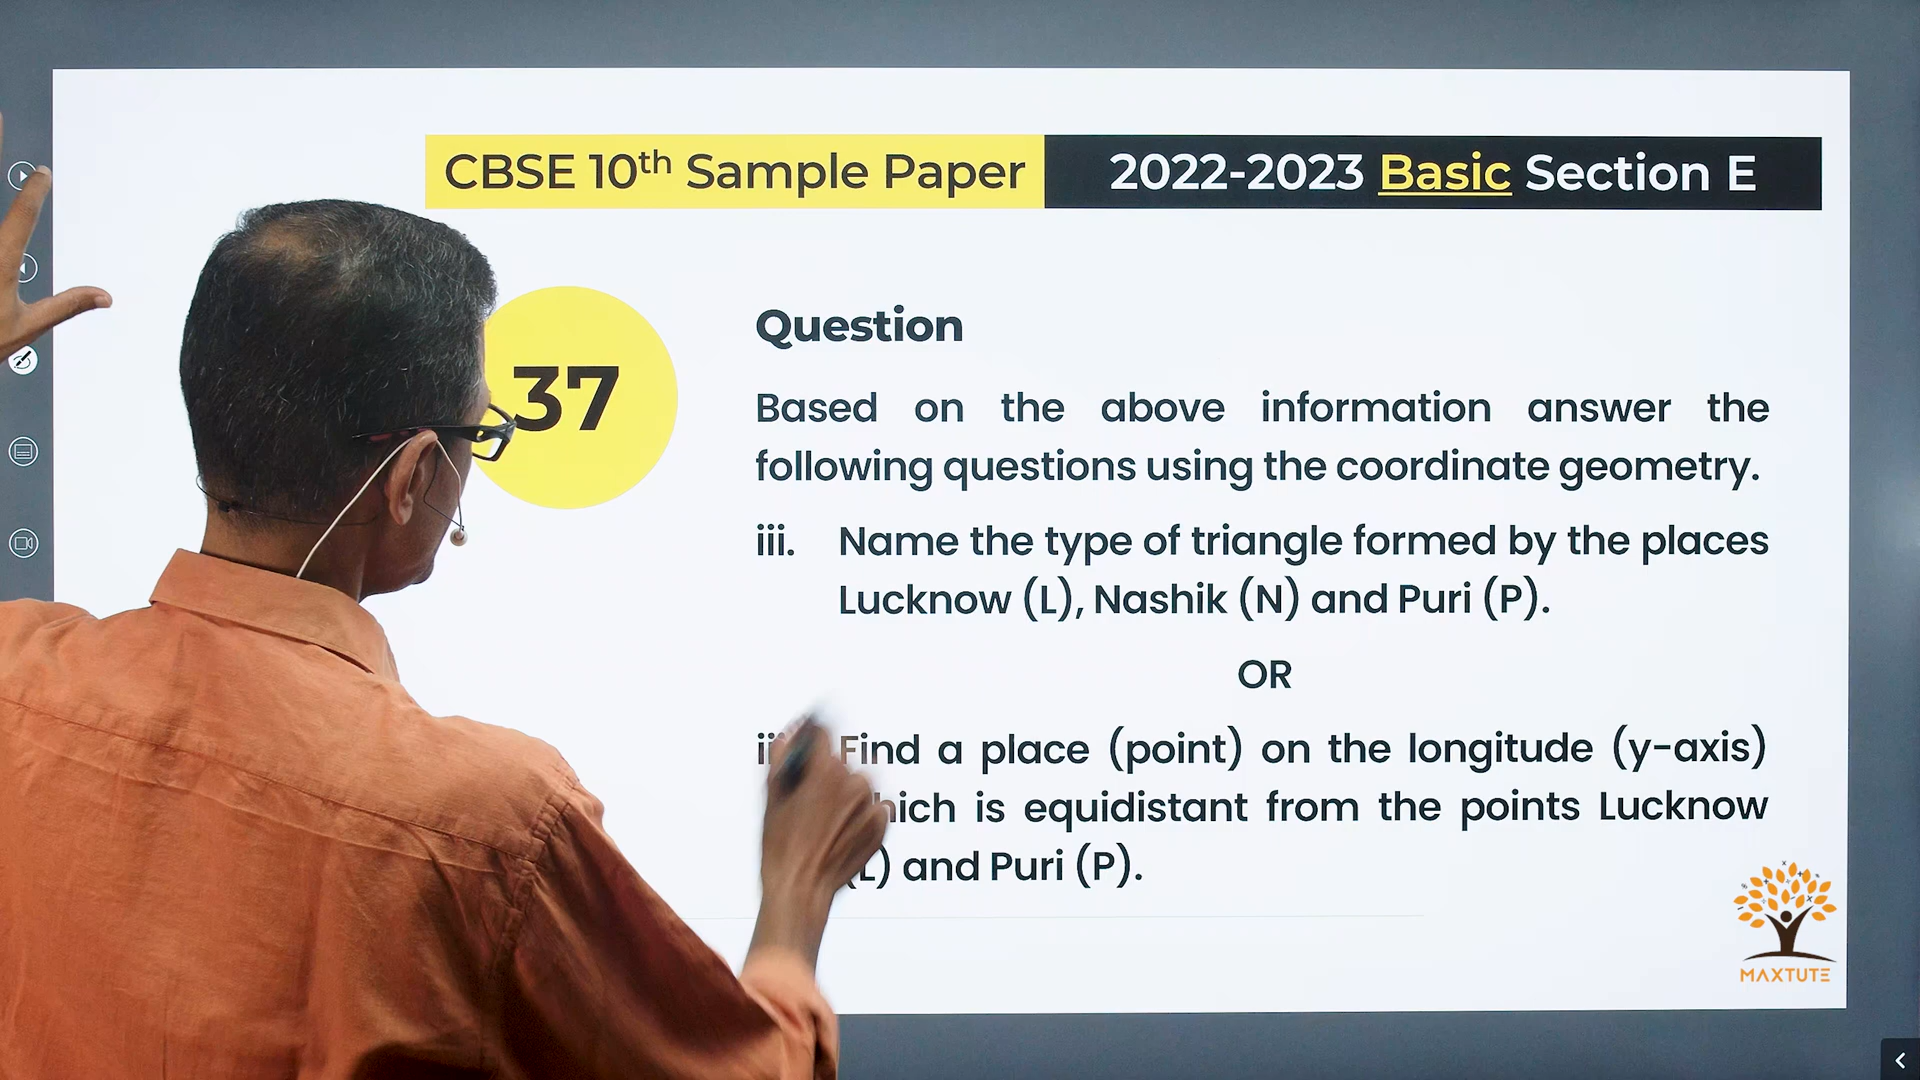 CBSE 10th Sample Paper 2022-2023 Basic Section E
37
Question
Based on the above information answer the
following questions using the coordinate geometry.
iii. Name the type of triangle formed by the places
Lucknow (L), Nashik (N) and Puri (P).
OR
Find a place (point) on the longitude (y-axis)
is equidistant from the points Lucknow
(L) and Puri (P).
MAXTUTE